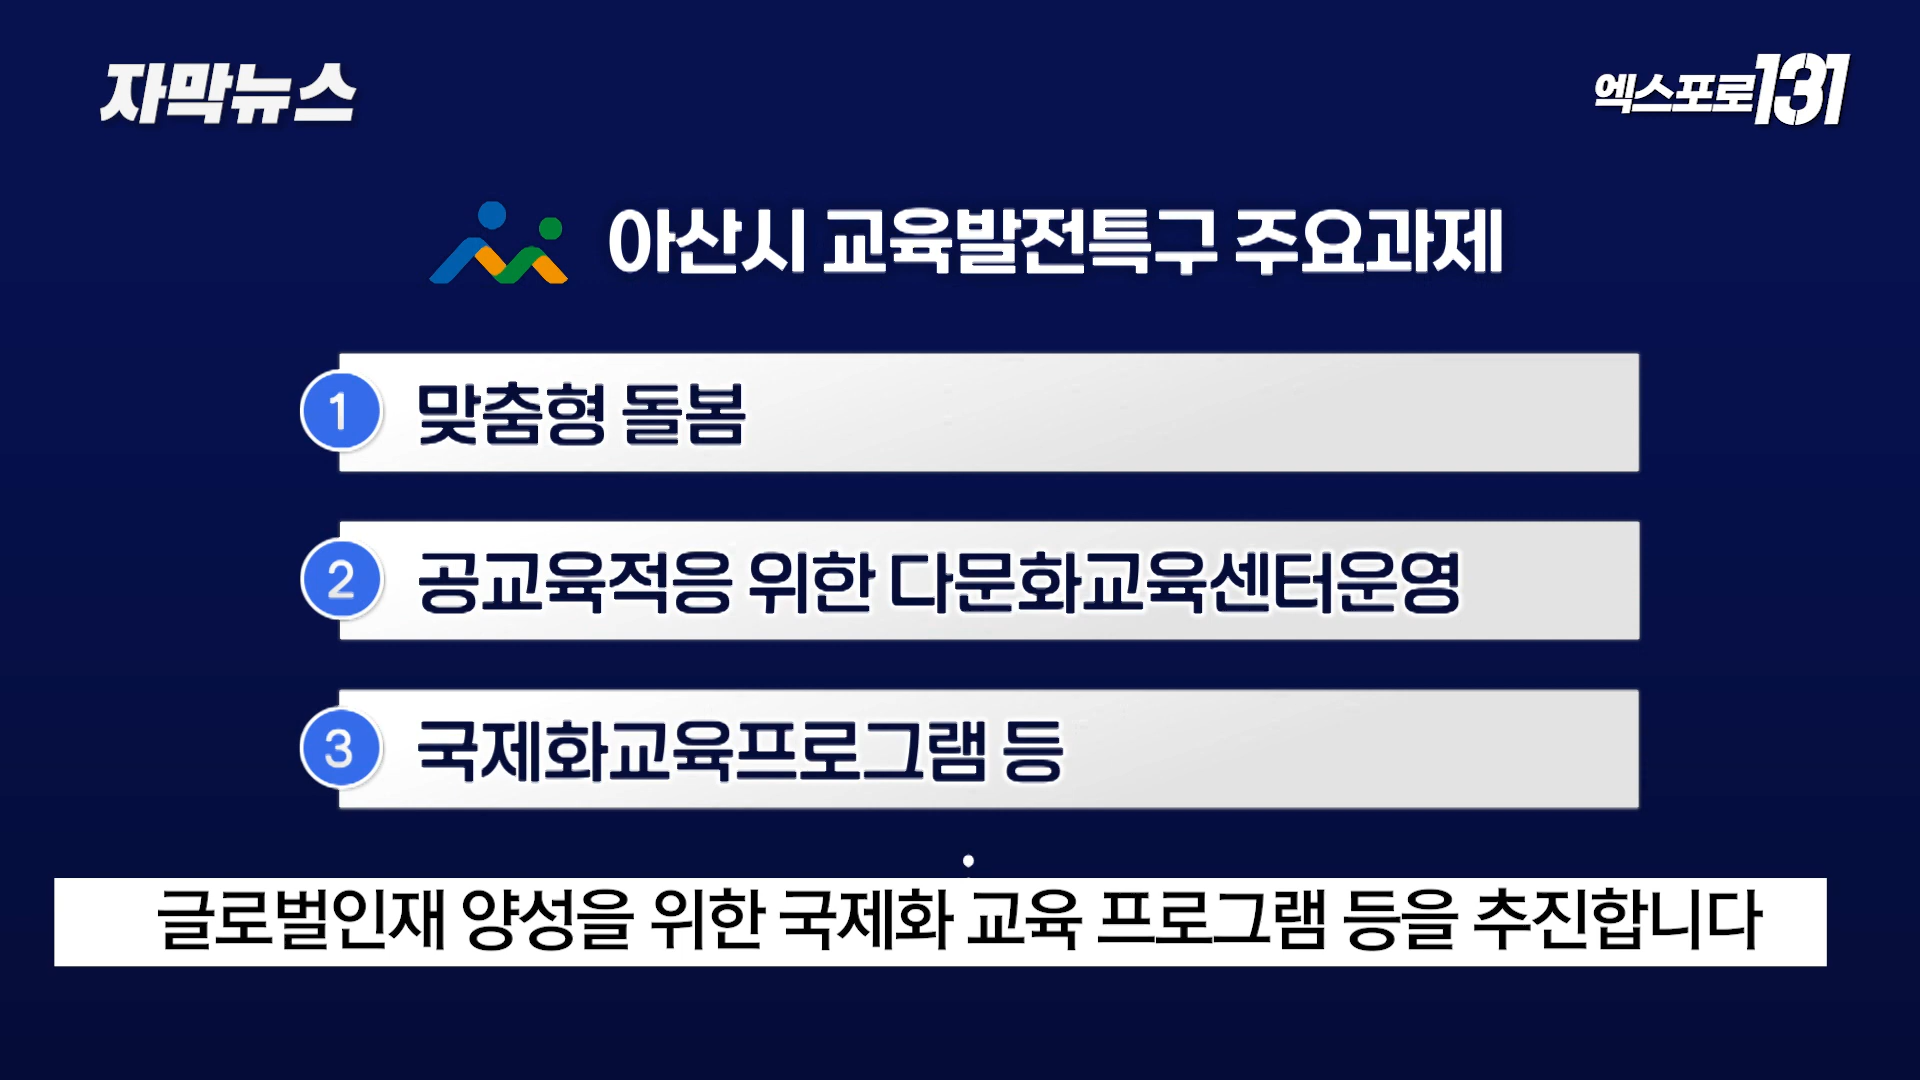 자막뉴스
엑스포로131
아산시 교육발전특구 주요과제
1 맞춤형 돌봄
2 공교육적응 위한 다문화교육센터운영
3 국제화교육프로그램 등
글로벌인재 양성을 위한 국제화 교육 프로그램 등을 추진합니다